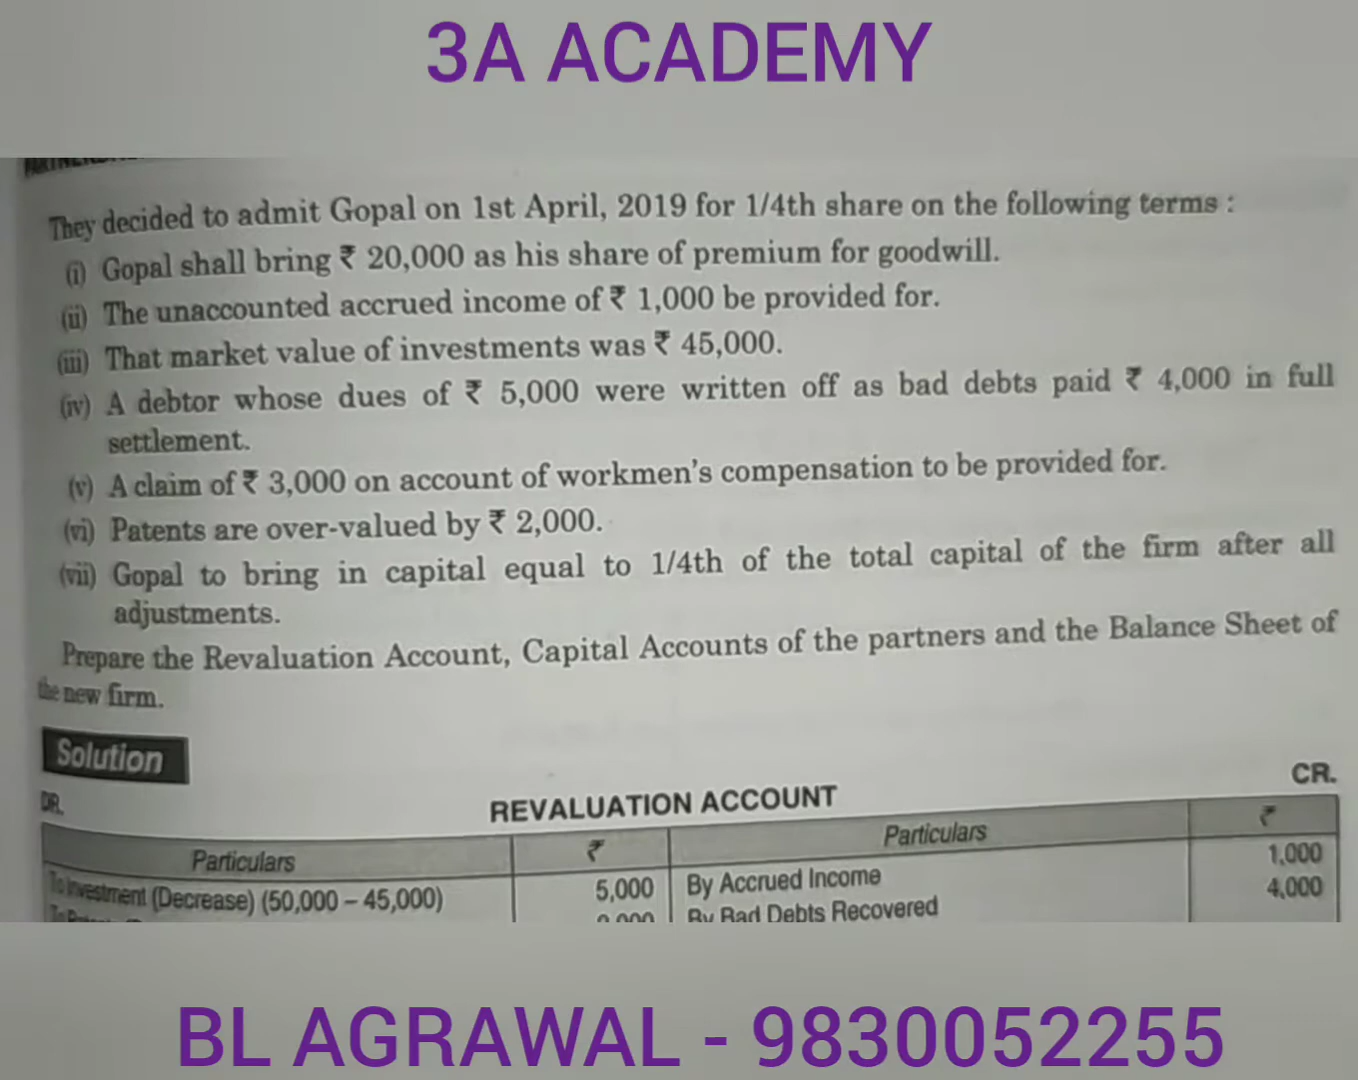 3A ACADEMY
They decided to admit Gopal on 1st April, 2019 for 1/4th share on the following terms :
(i) Gopal shall bring ₹ 20,000 as his share of premium for goodwill.
(ii) The unaccounted accrued income of ₹ 1,000 be provided for.
(iii) That market value of investments was ₹ 45,000.
(iv) A debtor whose dues of ₹ 5,000 were written off as bad debts paid ₹ 4,000 in full
settlement.
(v) A claim of ₹ 3,000 on account of workmen's compensation to be provided for.
(vi) Patents are over-valued by ₹ 2,000.
(vii) Gopal to bring in capital equal to 1/4th of the total capital of the firm after all
adjustments.
Prepare the Revaluation Account, Capital Accounts of the partners and the Balance Sheet of
the new firm.
Solution
DR. REVALUATION ACCOUNT CR.
Particulars ₹ Particulars ₹
To Investment (Decrease) (50,000 – 45,000) 5,000 By Accrued Income 1,000
By Bad Debts Recovered 4,000
BL AGRAWAL - 9830052255